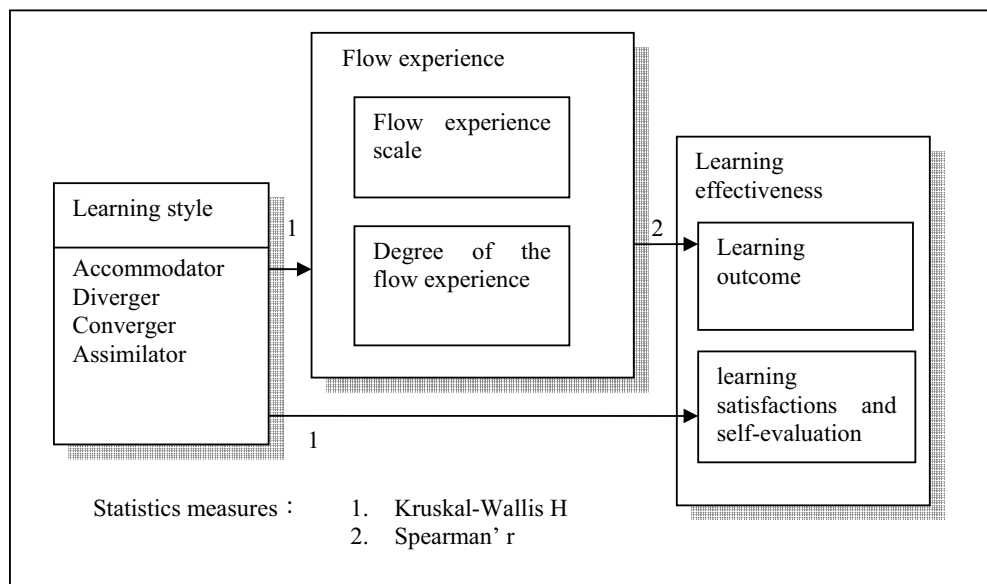 Flow experience
Flow experience
scale
Degree of the
flow experience
Learning style
Accommodator
Diverger
Converger
Assimilator
1
2
1
Learning
effectiveness
Learning
outcome
learning
satisfactions and
self-evaluation
Statistics measures： 1. Kruskal-Wallis H
2. Spearman’ r